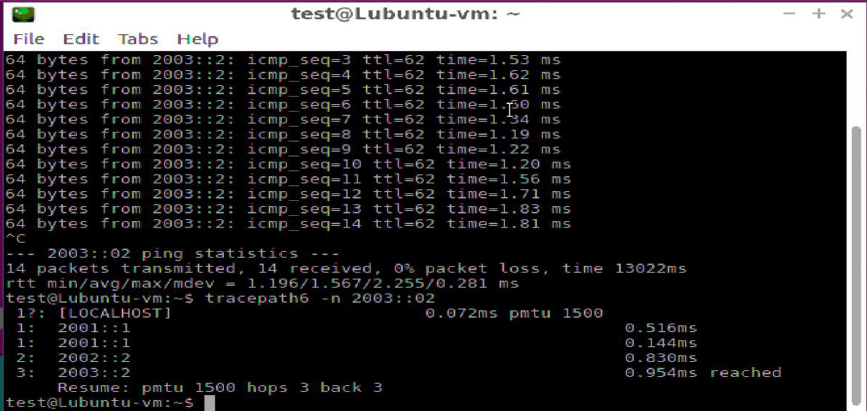 test@Lubuntu-vm: ~
File Edit Tabs Help
64 bytes from 2003::2: icmp_seq=3 ttl=62 time=1.53 ms
64 bytes from 2003::2: icmp_seq=4 ttl=62 time=1.62 ms
64 bytes from 2003::2: icmp_seq=5 ttl=62 time=1.61 ms
64 bytes from 2003::2: icmp_seq=6 ttl=62 time=1.60 ms
64 bytes from 2003::2: icmp_seq=7 ttl=62 time=1.34 ms
64 bytes from 2003::2: icmp_seq=8 ttl=62 time=1.19 ms
64 bytes from 2003::2: icmp_seq=9 ttl=62 time=1.22 ms
64 bytes from 2003::2: icmp_seq=10 ttl=62 time=1.20 ms
64 bytes from 2003::2: icmp_seq=11 ttl=62 time=1.56 ms
64 bytes from 2003::2: icmp_seq=12 ttl=62 time=1.71 ms
64 bytes from 2003::2: icmp_seq=13 ttl=62 time=1.83 ms
64 bytes from 2003::2: icmp_seq=14 ttl=62 time=1.81 ms
^C
--- 2003::02 ping statistics ---
14 packets transmitted, 14 received, 0% packet loss, time 13022ms
rtt min/avg/max/mdev = 1.196/1.567/2.255/0.281 ms
test@Lubuntu-vm:~$ tracepath6 -n 2003::02
1?: [LOCALHOST] 0.072ms pmtu 1500
1: 2001::1 0.516ms
1: 2001::1 0.144ms
2: 2002::2 0.830ms
3: 2003::2 0.954ms reached
Resume: pmtu 1500 hops 3 back 3
test@Lubuntu-vm:~$